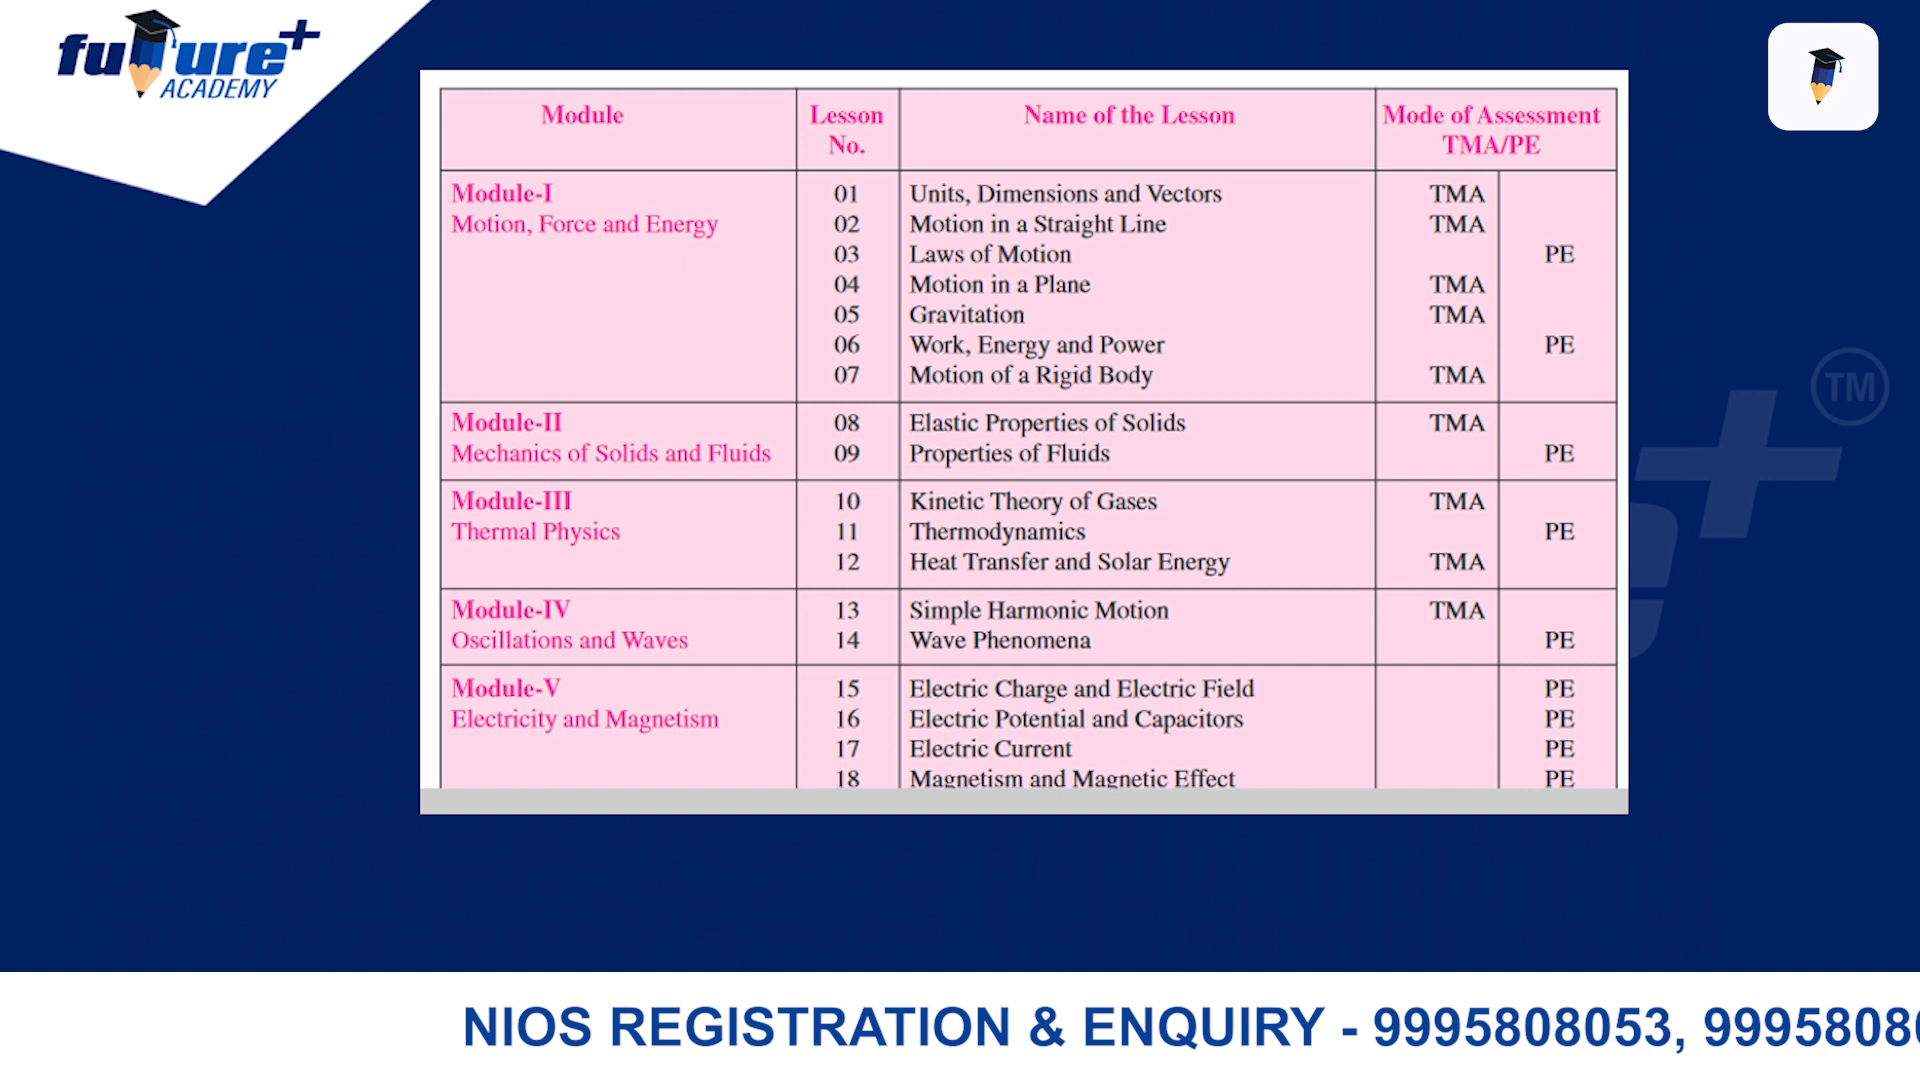 future+
ACADEMY
Module Lesson Name of the Lesson Mode of Assessment
No. TMA/PE
Module-I 01 Units, Dimensions and Vectors TMA
Motion, Force and Energy 02 Motion in a Straight Line TMA
03 Laws of Motion PE
04 Motion in a Plane TMA
05 Gravitation TMA
06 Work, Energy and Power PE
07 Motion of a Rigid Body TMA
Module-II 08 Elastic Properties of Solids TMA
Mechanics of Solids and Fluids 09 Properties of Fluids PE
Module-III 10 Kinetic Theory of Gases TMA
Thermal Physics 11 Thermodynamics PE
12 Heat Transfer and Solar Energy TMA
Module-IV 13 Simple Harmonic Motion TMA
Oscillations and Waves 14 Wave Phenomena PE
Module-V 15 Electric Charge and Electric Field PE
Electricity and Magnetism 16 Electric Potential and Capacitors PE
17 Electric Current PE
18 Magnetism and Magnetic Effect PE
TM
NIOS REGISTRATION & ENQUIRY - 9995808053, 9995808